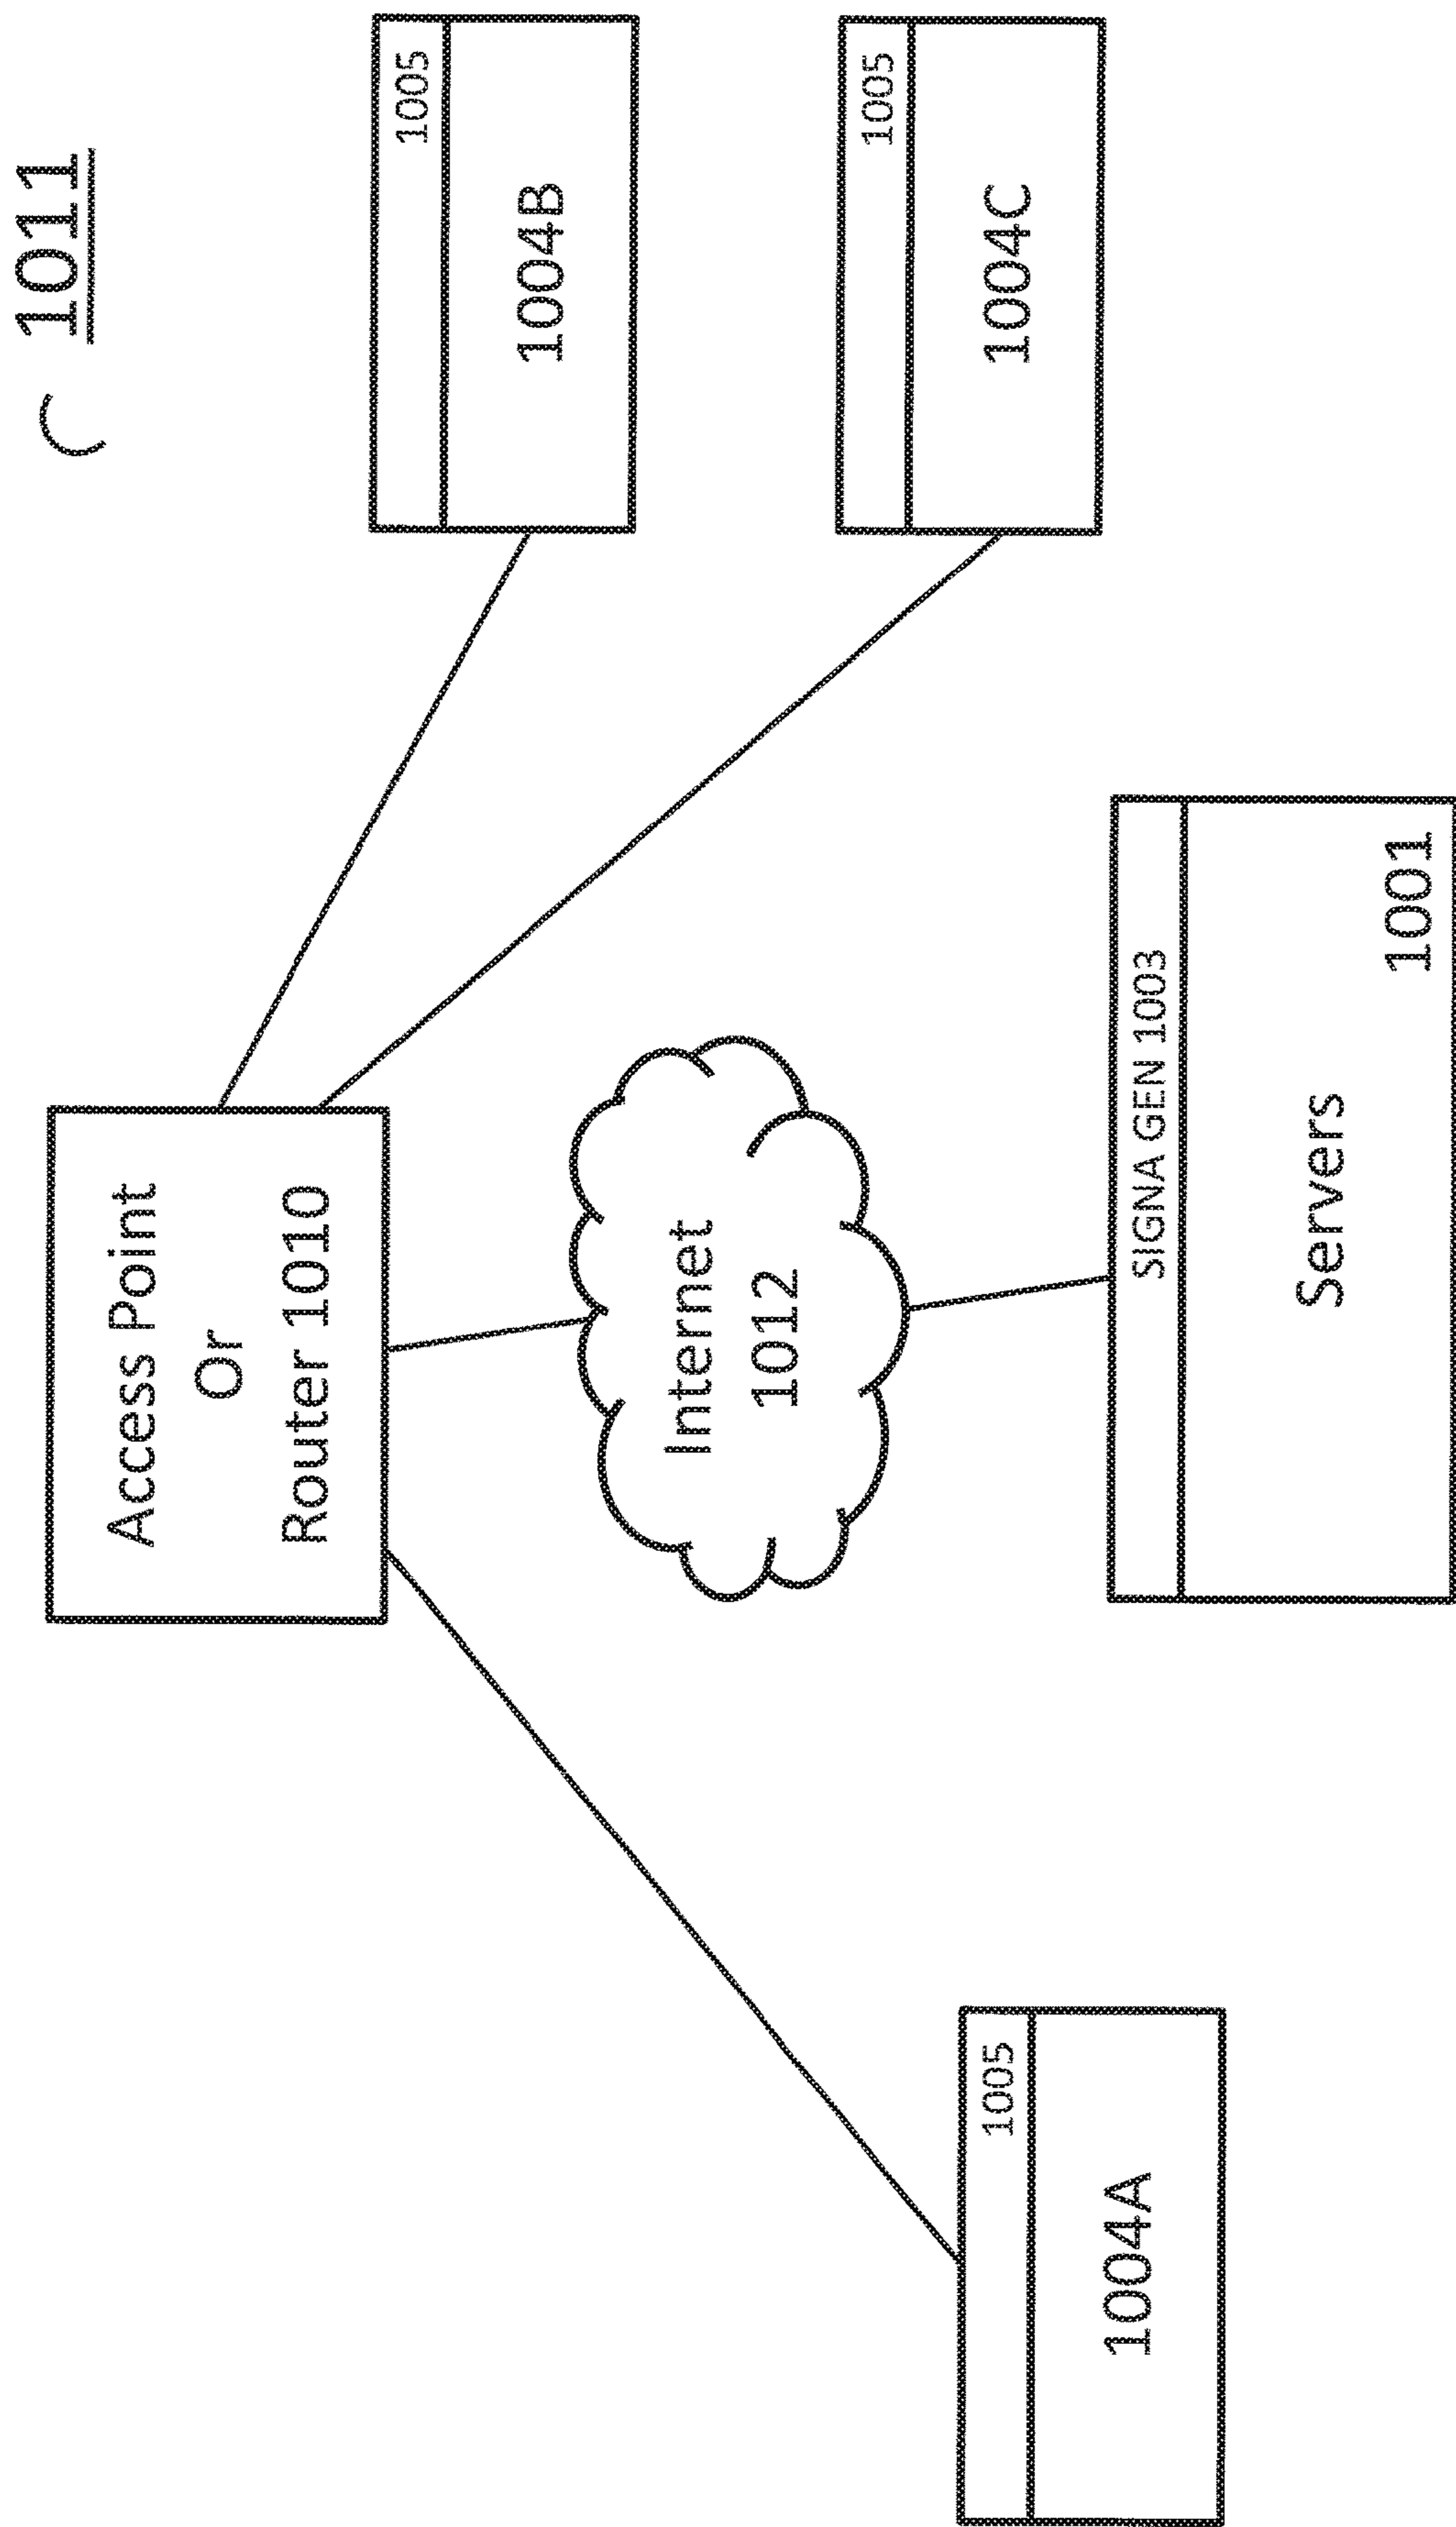 1011
Access Point
Or
Router 1010
1005
1004B
Internet
1012
1005
1004C
1005
1004A
SIGNA GEN 1003
Servers
1001